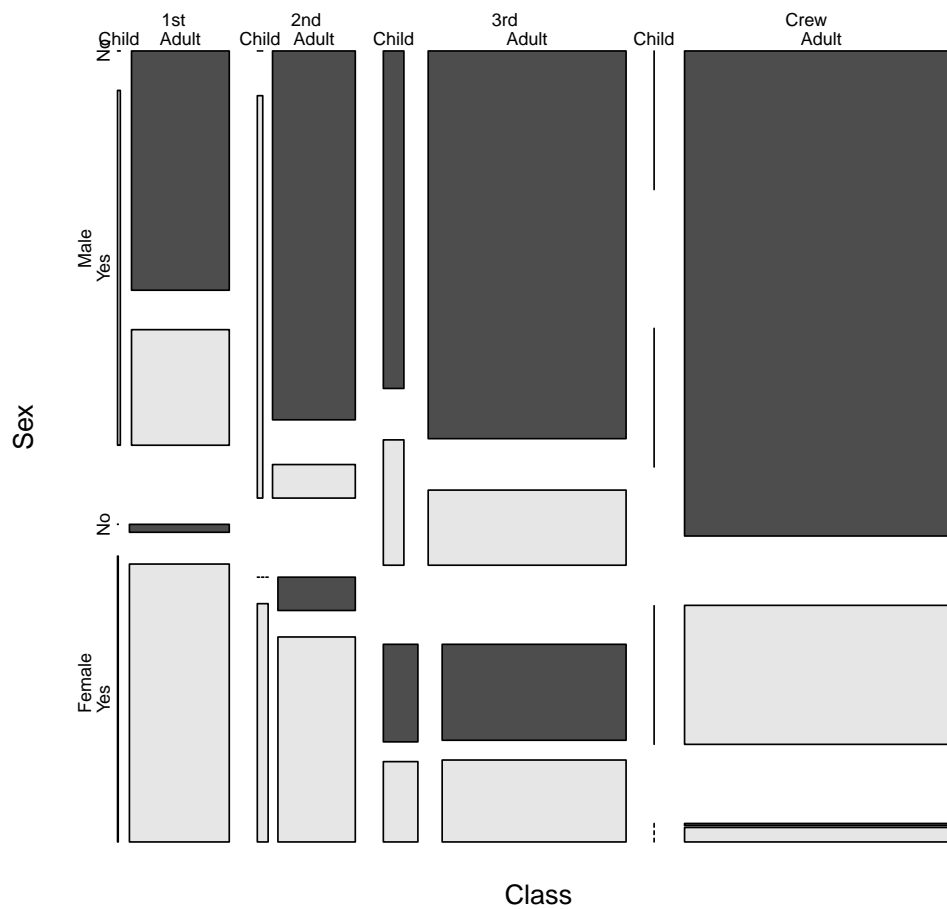 1st 2nd 3rd Crew
Child Adult Child Adult Child Adult Child Adult
No
Male
Yes
Sex
No
Female
Yes
Class